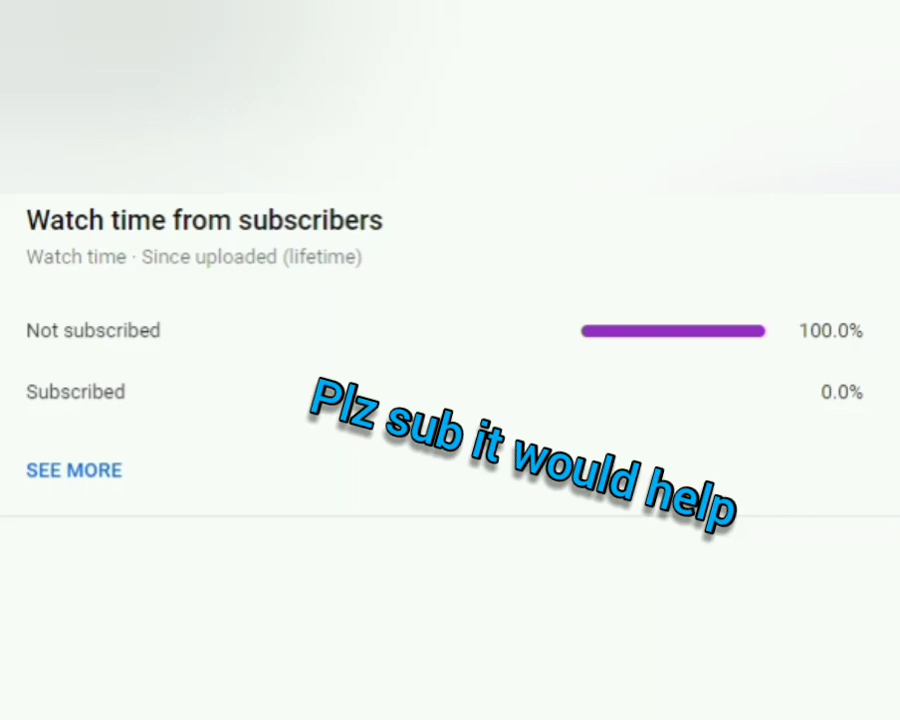 Watch time from subscribers
Watch time · Since uploaded (lifetime)
Not subscribed 100.0%
Subscribed 0.0%
Plz sub it would help
SEE MORE